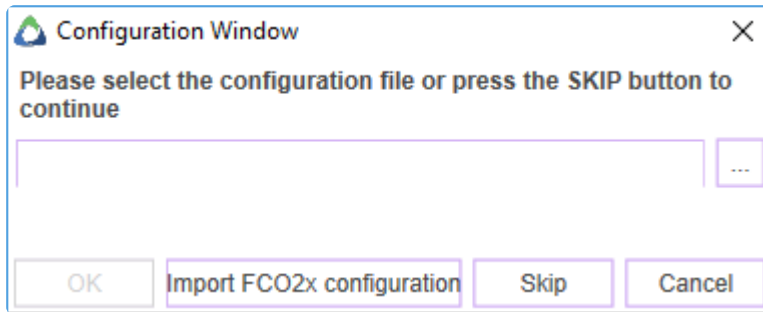 Configuration Window
Please select the configuration file or press the SKIP button to
continue
...
OK Import FCO2x configuration Skip Cancel